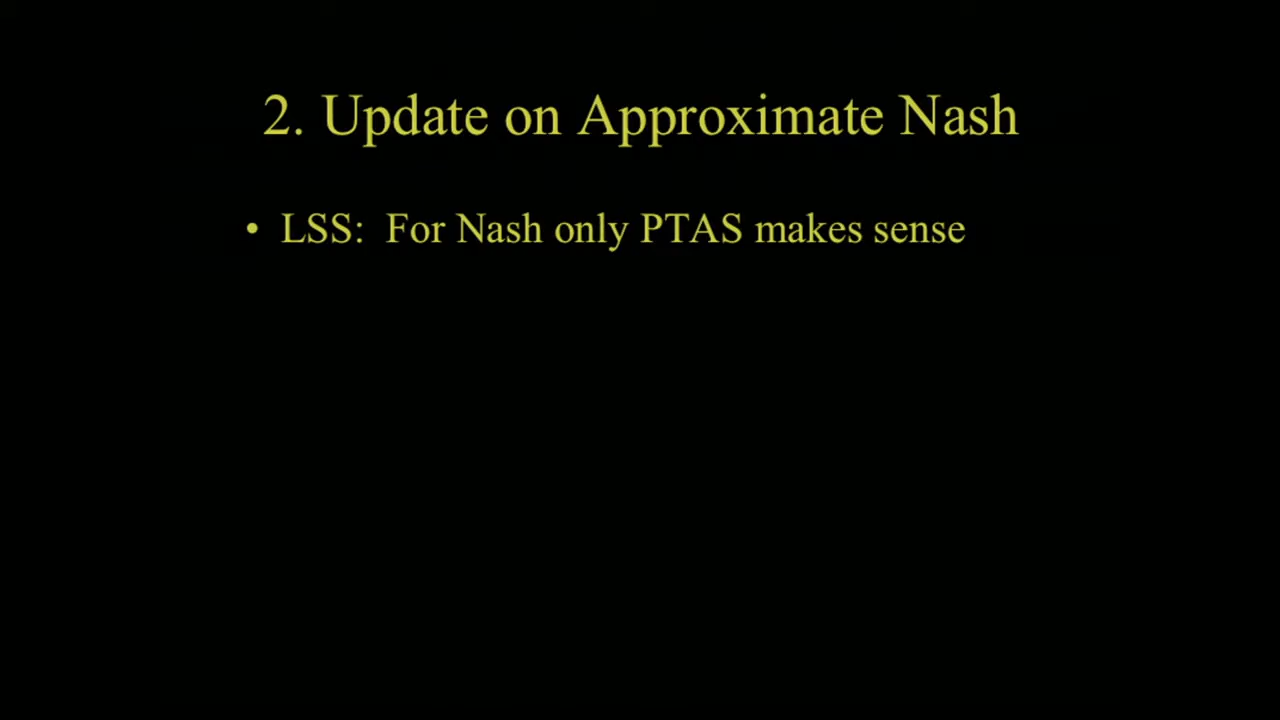 2. Update on Approximate Nash
• LSS: For Nash only PTAS makes sense